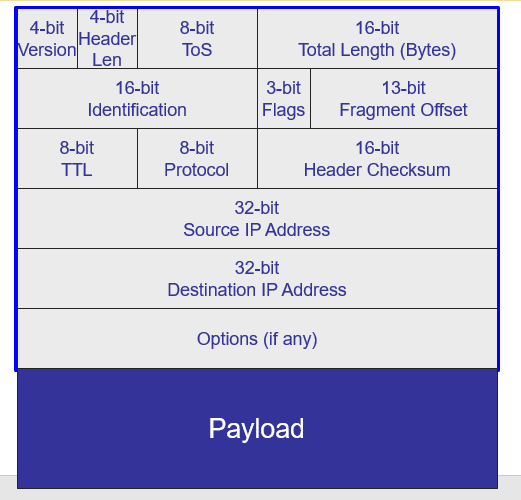 4-bit
Version
4-bit
Header
Len
8-bit
ToS
16-bit
Total Length (Bytes)
16-bit
Identification
3-bit
Flags
13-bit
Fragment Offset
8-bit
TTL
8-bit
Protocol
16-bit
Header Checksum
32-bit
Source IP Address
32-bit
Destination IP Address
Options (if any)
Payload